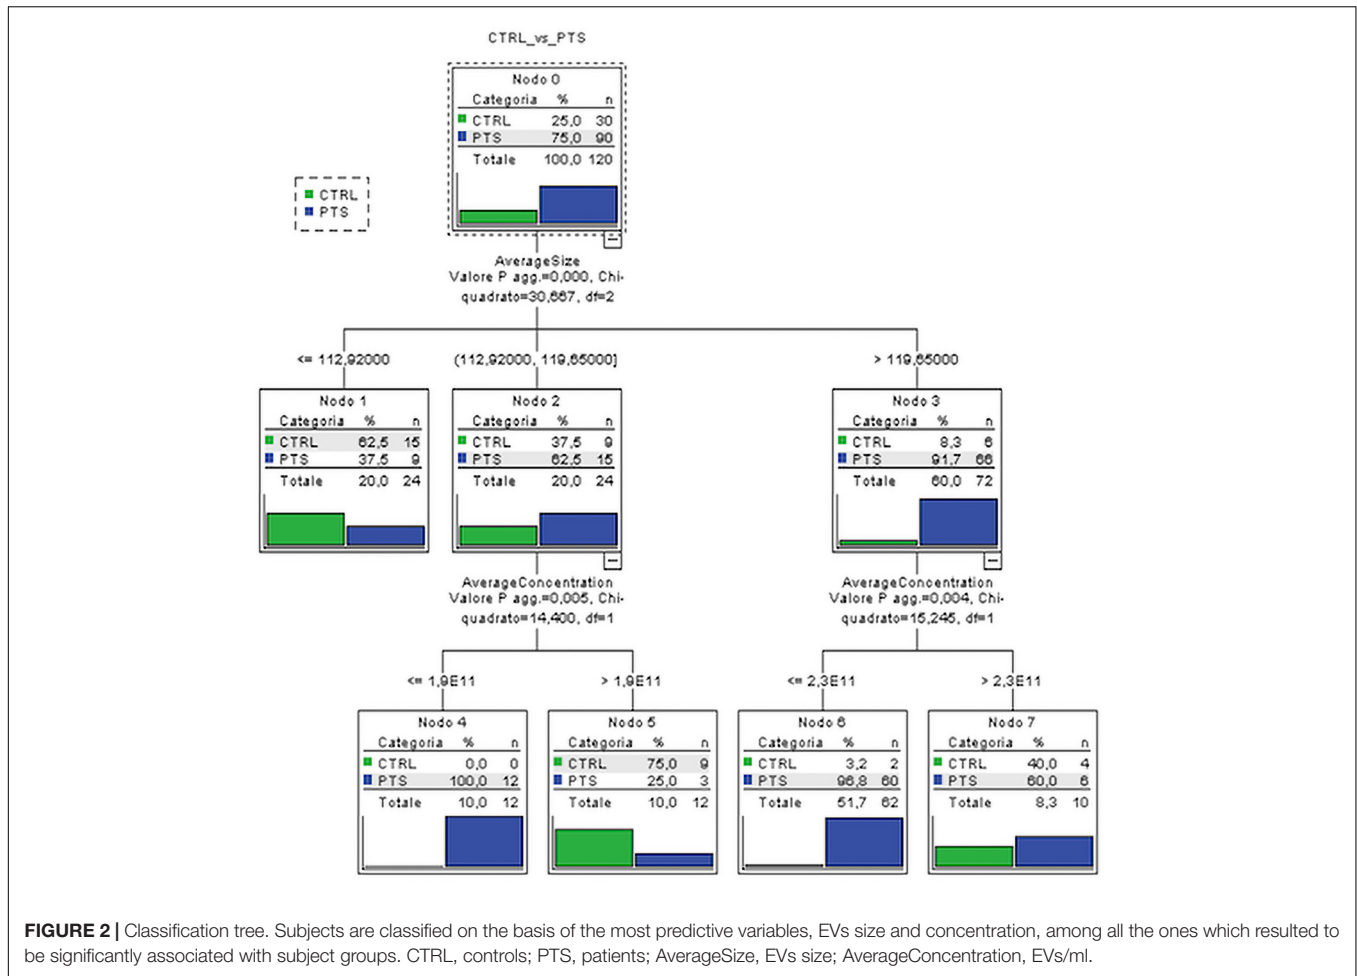 CTRL_vs_PTS
Nodo 0
Categoria % n
CTRL 25,0 30
PTS 75,0 90
Totale 100,0 120
CTRL
PTS
AverageSize
Valore P agg.=0,000, Chi-
quadrato=30,667, df=2
<= 112,92000
(112,92000, 119,65000]
> 119,65000
Nodo 1
Categoria % n
CTRL 62,5 15
PTS 37,5 9
Totale 20,0 24
Nodo 2
Categoria % n
CTRL 37,5 9
PTS 62,5 15
Totale 20,0 24
Nodo 3
Categoria % n
CTRL 8,3 6
PTS 91,7 66
Totale 60,0 72
AverageConcentration
Valore P agg.=0,005, Chi-
quadrato=14,400, df=1
AverageConcentration
Valore P agg.=0,004, Chi-
quadrato=15,245, df=1
<= 1,9E11
> 1,9E11
<= 2,3E11
> 2,3E11
Nodo 4
Categoria % n
CTRL 0,0 0
PTS 100,0 12
Totale 10,0 12
Nodo 5
Categoria % n
CTRL 75,0 9
PTS 25,0 3
Totale 10,0 12
Nodo 6
Categoria % n
CTRL 3,2 2
PTS 96,8 60
Totale 51,7 62
Nodo 7
Categoria % n
CTRL 40,0 4
PTS 60,0 6
Totale 8,3 10
FIGURE 2 | Classification tree. Subjects are classified on the basis of the most predictive variables, EVs size and concentration, among all the ones which resulted to
be significantly associated with subject groups. CTRL, controls; PTS, patients; AverageSize, EVs size; AverageConcentration, EVs/ml.